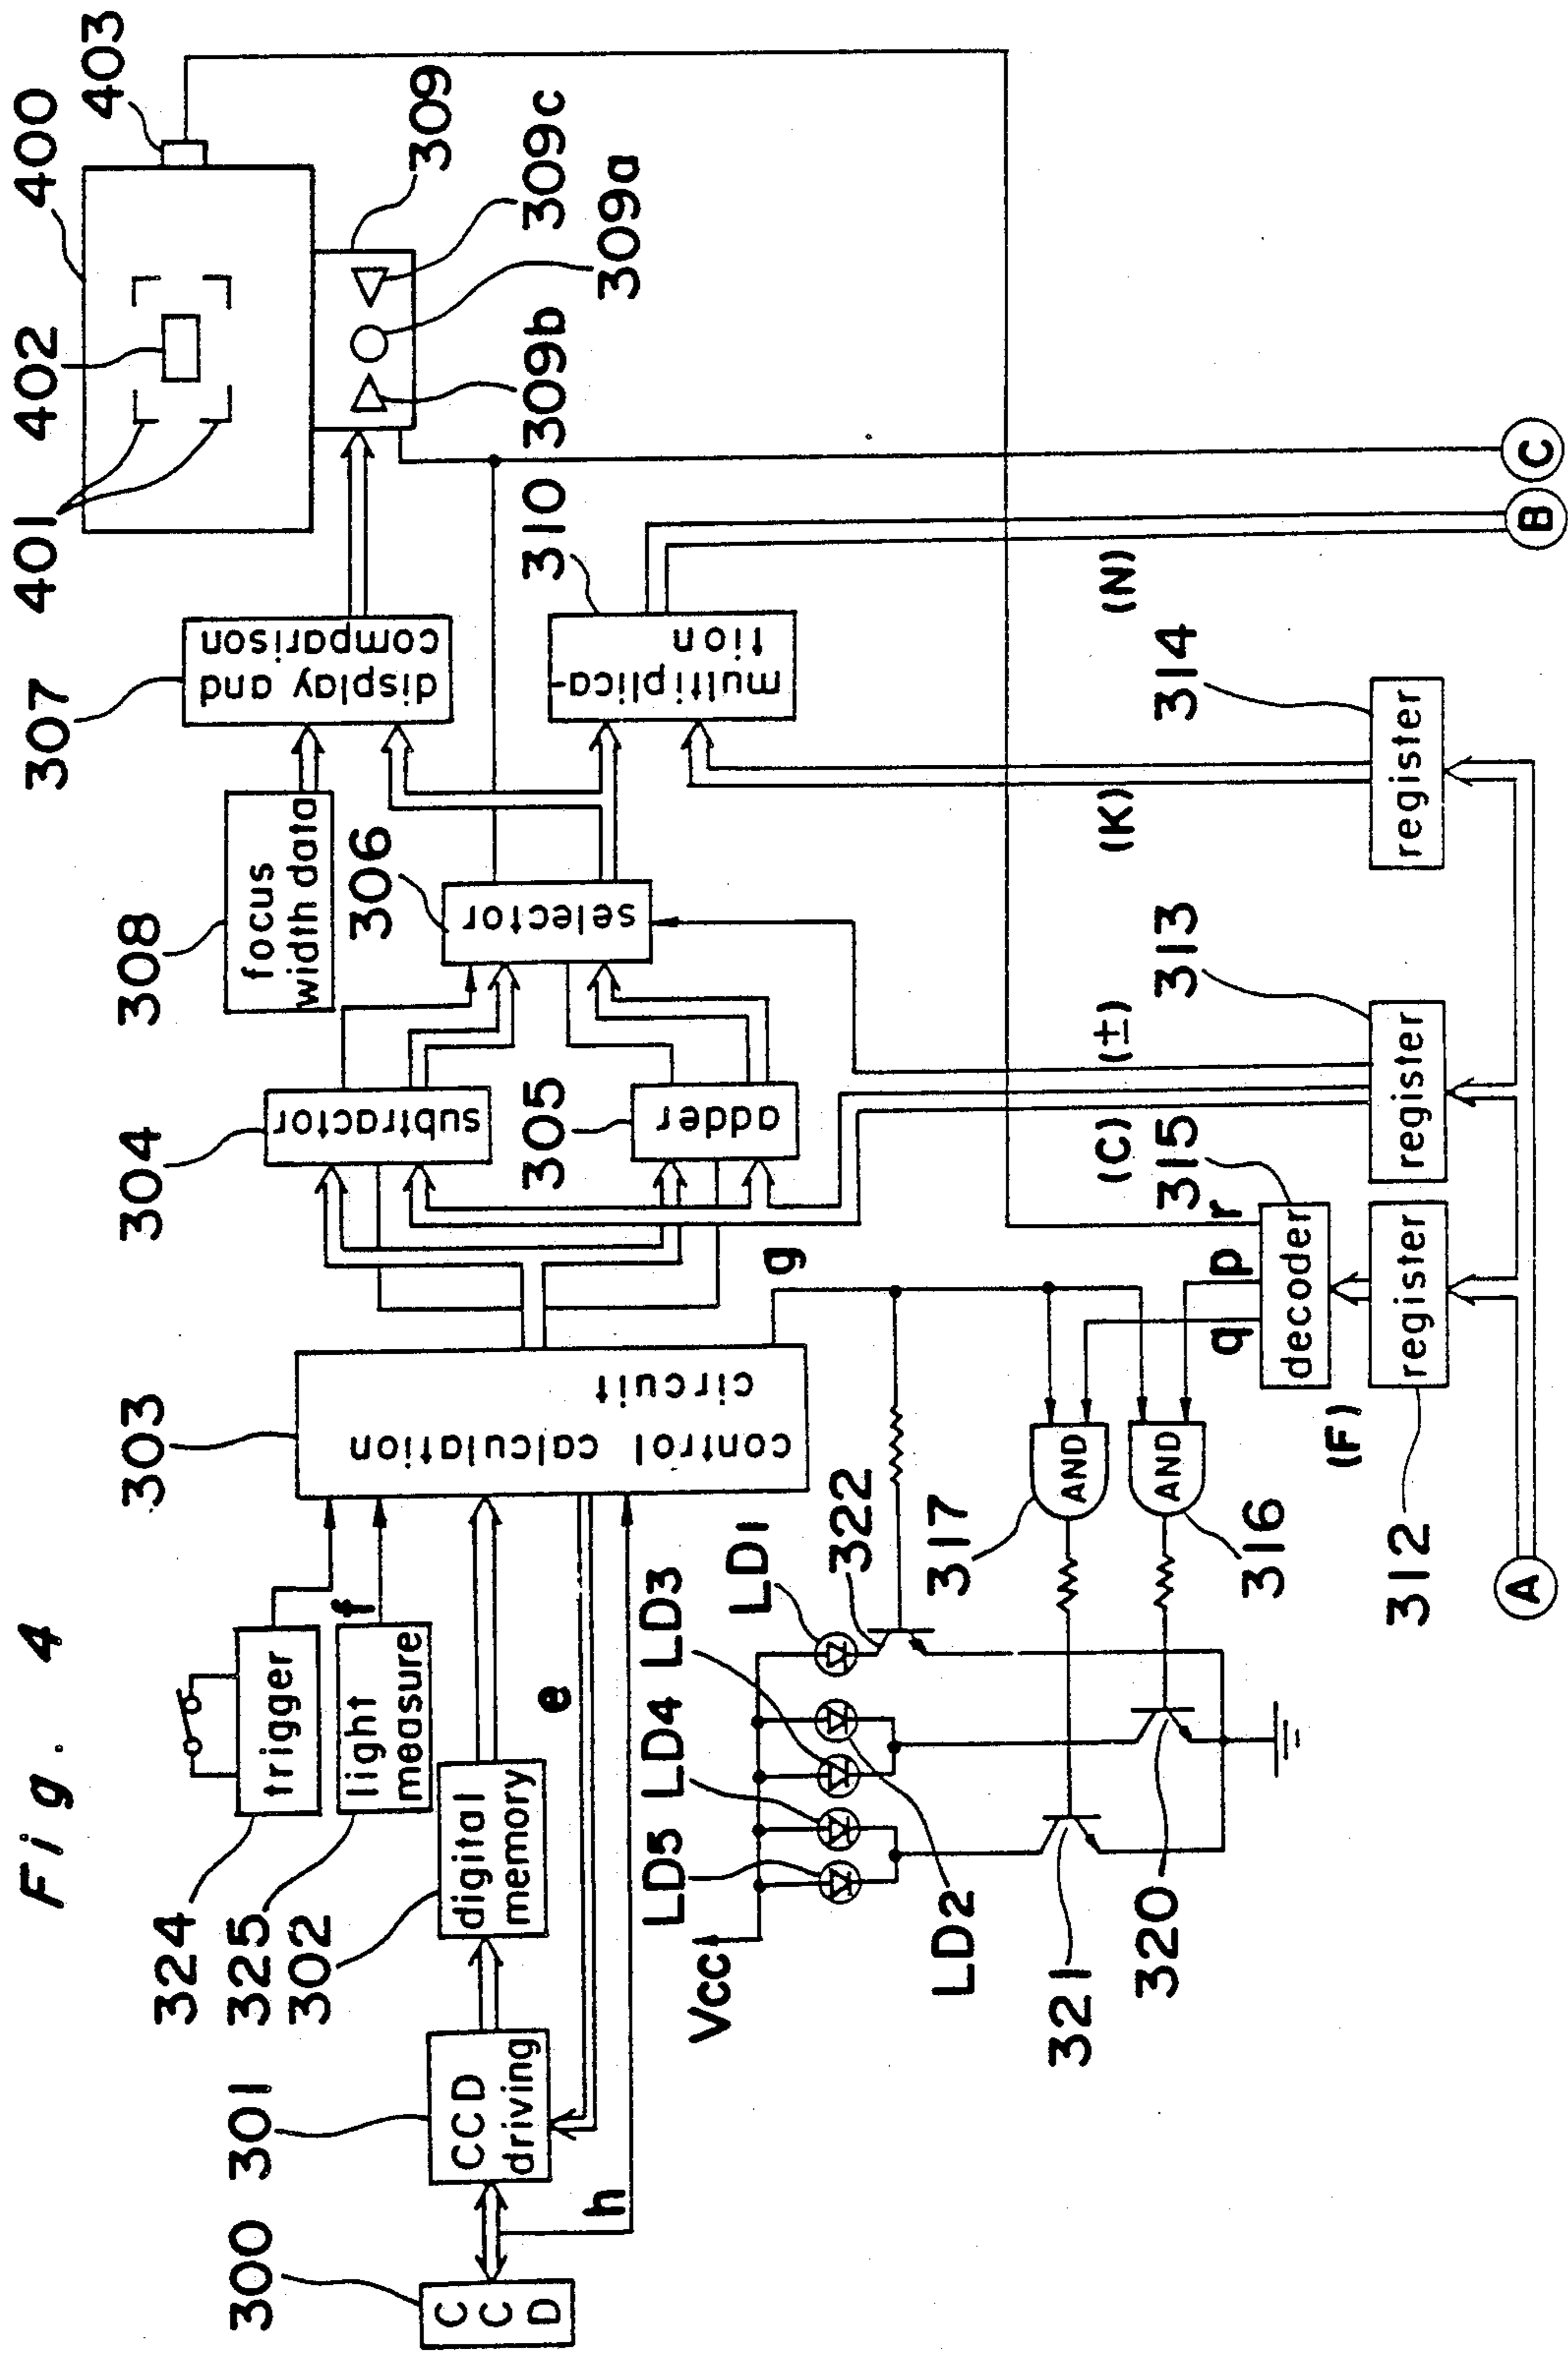 Fig. 4
324
trigger
325
light
measure
f
302
digital
memory
301
CCD
driving
300
C
C
D
e
h
303
control calculation
circuit
g
304
subtractor
305
adder
306
selector
308
focus
width data
307
display and
comparison
310
multiplica-
tion
400
401
402
403
309
309a
309b
309c
Vcc
LD1
LD2
LD3
LD4
LD5
322
321
320
317
AND
316
AND
q
p
r
315
decoder
(F)
312
register
(C)
(±)
313
register
(K)
314
register
(N)
A
B
C